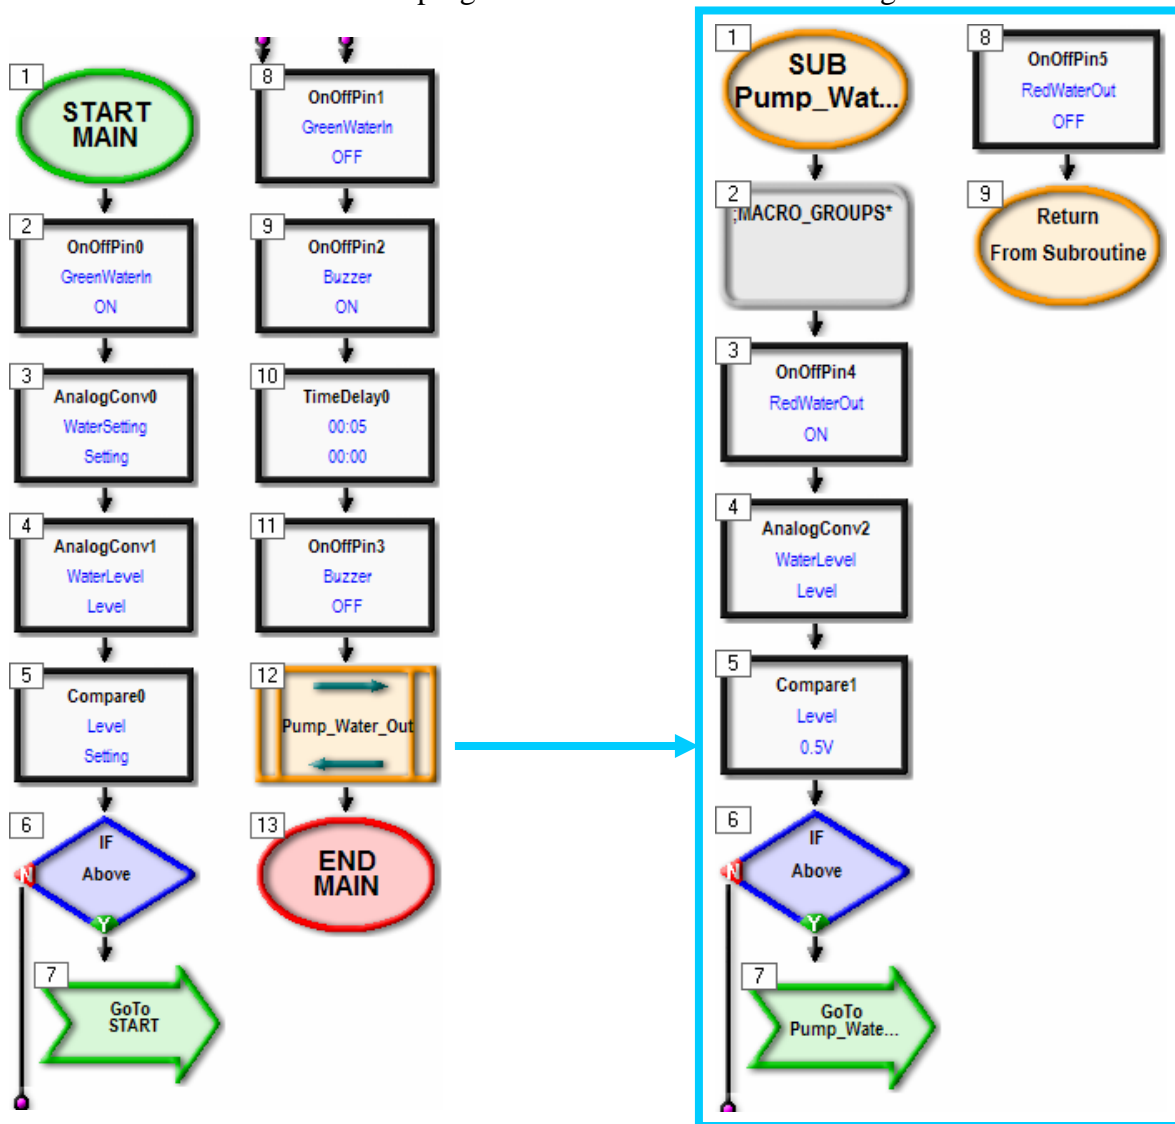 1
START
MAIN
2
OnOffPin0
GreenWaterIn
ON
3
AnalogConv0
WaterSetting
Setting
4
AnalogConv1
WaterLevel
Level
5
Compare0
Level
Setting
6
IF
Above
N
Y
7
GoTo
START
8
OnOffPin1
GreenWaterIn
OFF
9
OnOffPin2
Buzzer
ON
10
TimeDelay0
00:05
00:00
11
OnOffPin3
Buzzer
OFF
12
Pump_Water_Out
13
END
MAIN
1
SUB
Pump_Wat...
2
;MACRO_GROUPS*
3
OnOffPin4
RedWaterOut
ON
4
AnalogConv2
WaterLevel
Level
5
Compare1
Level
0.5V
6
IF
Above
N
Y
7
GoTo
Pump_Wate...
8
OnOffPin5
RedWaterOut
OFF
9
Return
From Subroutine